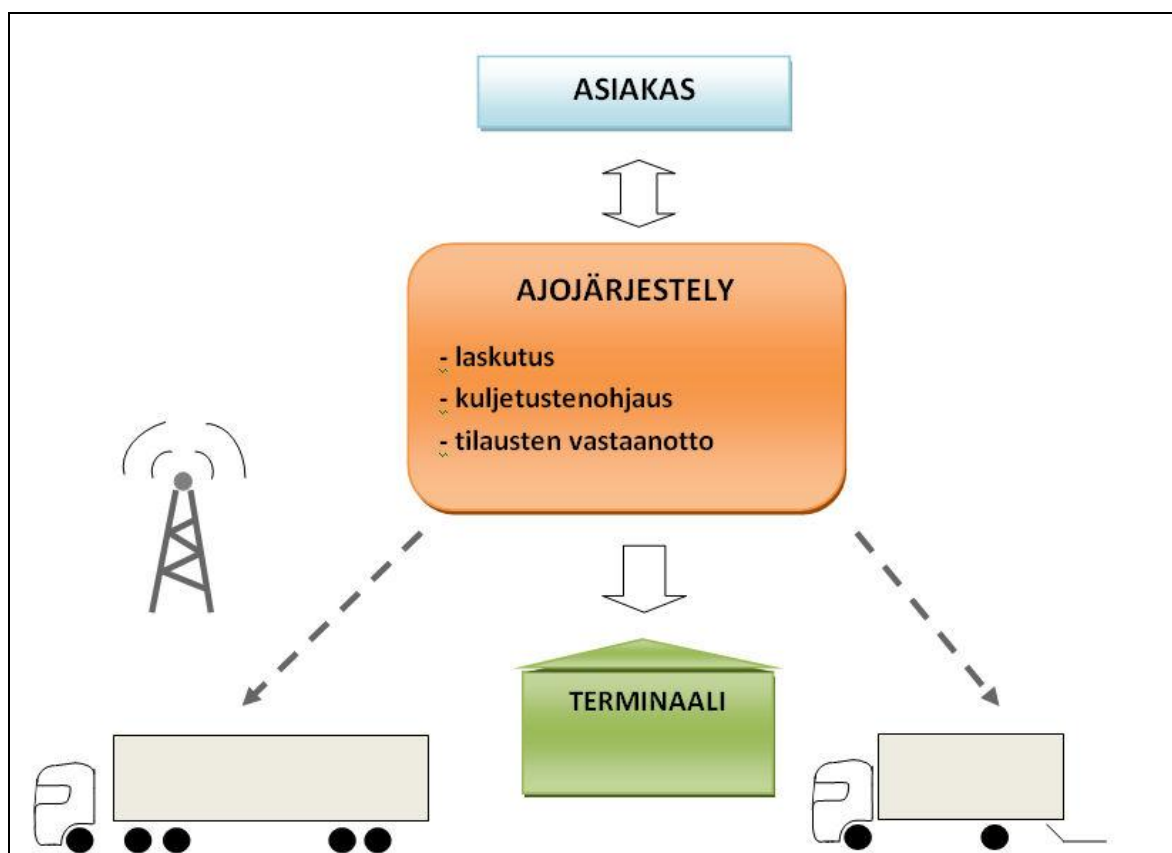 ASIAKAS
AJOJÄRJESTELY
- laskutus
- kuljetustenohjaus
- tilausten vastaanotto
TERMINAALI